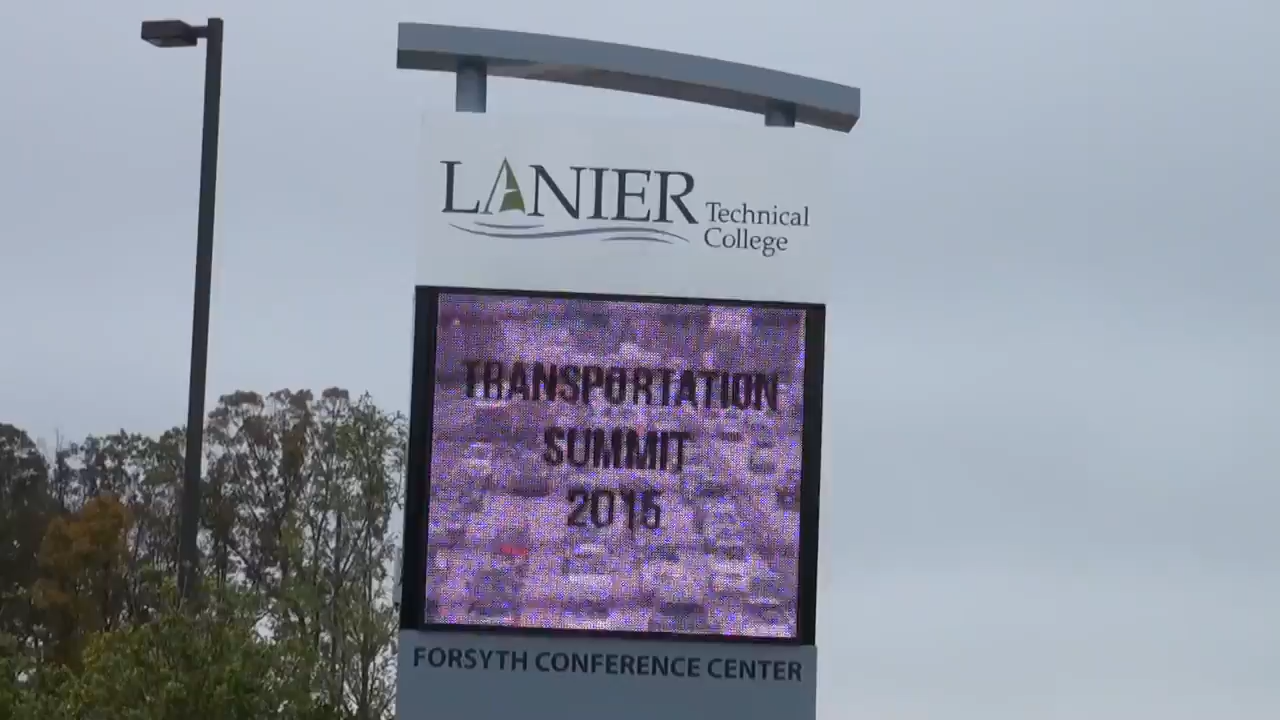 LANIER Technical
College
TRANSPORTATION
SUMMIT
2015
FORSYTH CONFERENCE CENTER